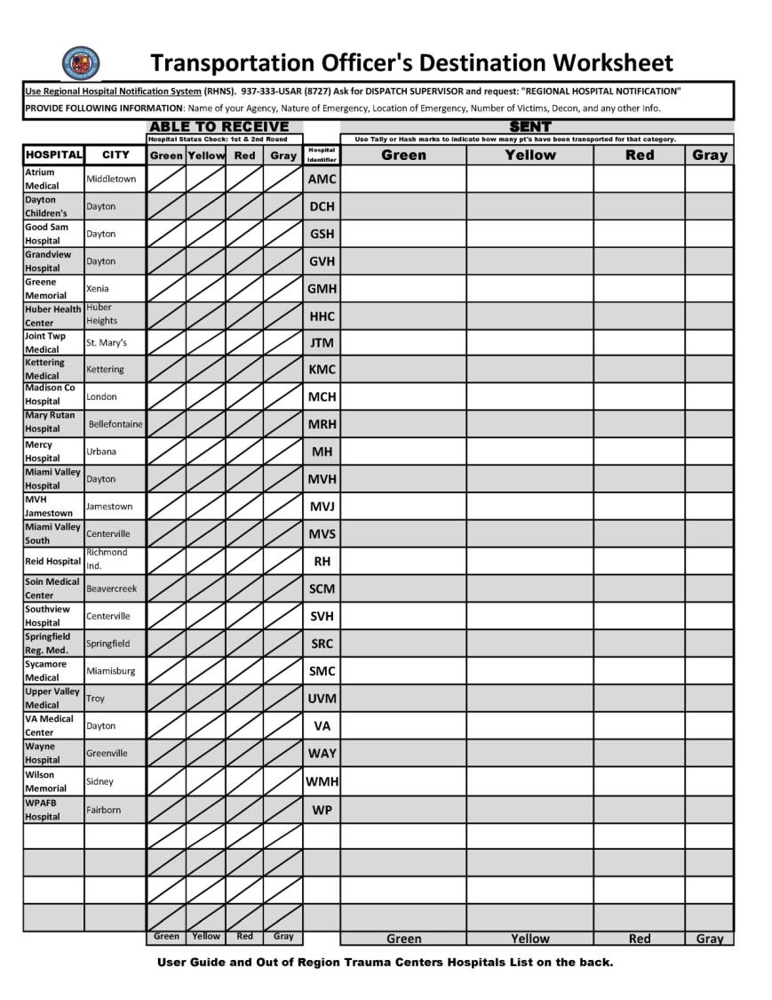 Transportation Officer's Destination Worksheet
Use Regional Hospital Notification System (RHNS). 937-333-USAR (8727) Ask for DISPATCH SUPERVISOR and request: "REGIONAL HOSPITAL NOTIFICATION"
PROVIDE FOLLOWING INFORMATION: Name of your Agency, Nature of Emergency, Location of Emergency, Number of Victims, Decon, and any other Info.
ABLE TO RECEIVE SENT
Hospital Status Check: 1st & 2nd Round Use Tally or Hash marks to indicate how many pt's have been transported for that category.
HOSPITAL CITY Green Yellow Red Gray Hospital Identifier Green Yellow Red Gray
Atrium Medical Middletown AMC
Dayton Children's Dayton DCH
Good Sam Hospital Dayton GSH
Grandview Hospital Dayton GVH
Greene Memorial Xenia GMH
Huber Health Center Huber Heights HHC
Joint Twp Medical St. Mary's JTM
Kettering Medical Kettering KMC
Madison Co Hospital London MCH
Mary Rutan Hospital Bellefontaine MRH
Mercy Hospital Urbana MH
Miami Valley Hospital Dayton MVH
MVH Jamestown Jamestown MVJ
Miami Valley South Centerville MVS
Reid Hospital Richmond Ind. RH
Soin Medical Center Beavercreek SCM
Southview Hospital Centerville SVH
Springfield Reg. Med. Springfield SRC
Sycamore Medical Miamisburg SMC
Upper Valley Medical Troy UVM
VA Medical Center Dayton VA
Wayne Hospital Greenville WAY
Wilson Memorial Sidney WMH
WPAFB Hospital Fairborn WP
Green Yellow Red Gray Green Yellow Red Gray
User Guide and Out of Region Trauma Centers Hospitals List on the back.